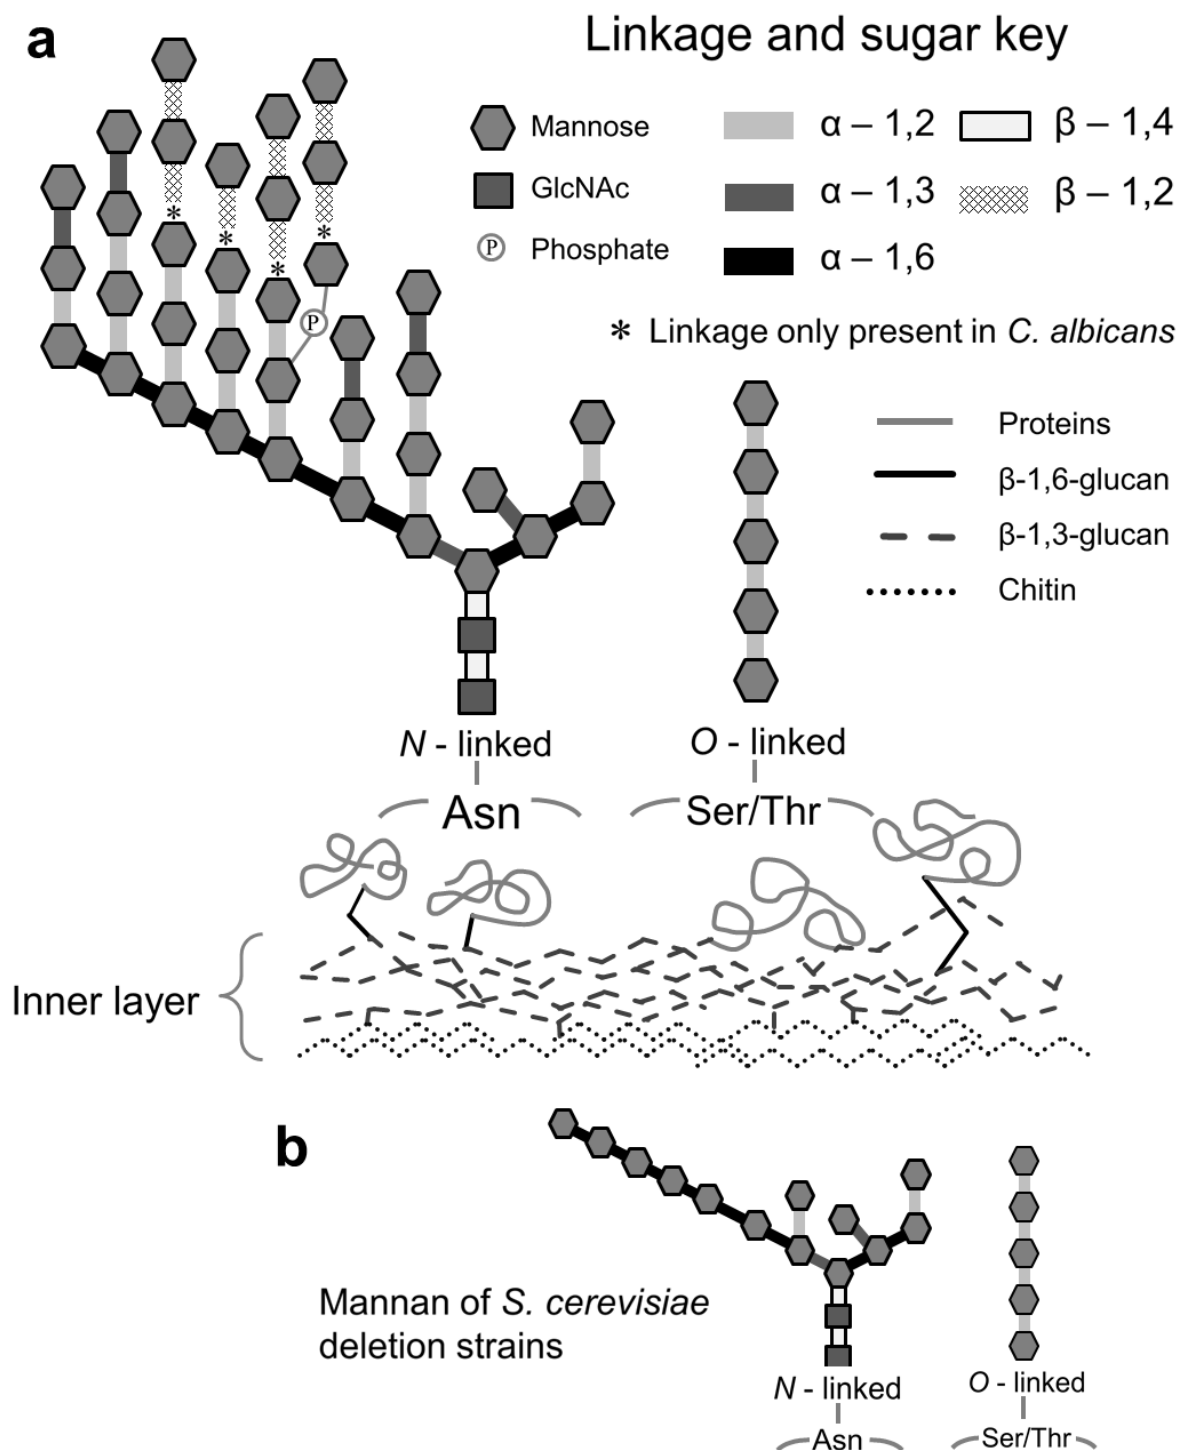 a
Linkage and sugar key
Mannose
GlcNAc
P Phosphate
α – 1,2
α – 1,3
α – 1,6
β – 1,4
β – 1,2
* Linkage only present in C. albicans
*
*
*
*
P
Proteins
β-1,6-glucan
β-1,3-glucan
Chitin
N - linked
O - linked
Asn
Ser/Thr
Inner layer
b
Mannan of S. cerevisiae
deletion strains
N - linked
O - linked
Asn
Ser/Thr